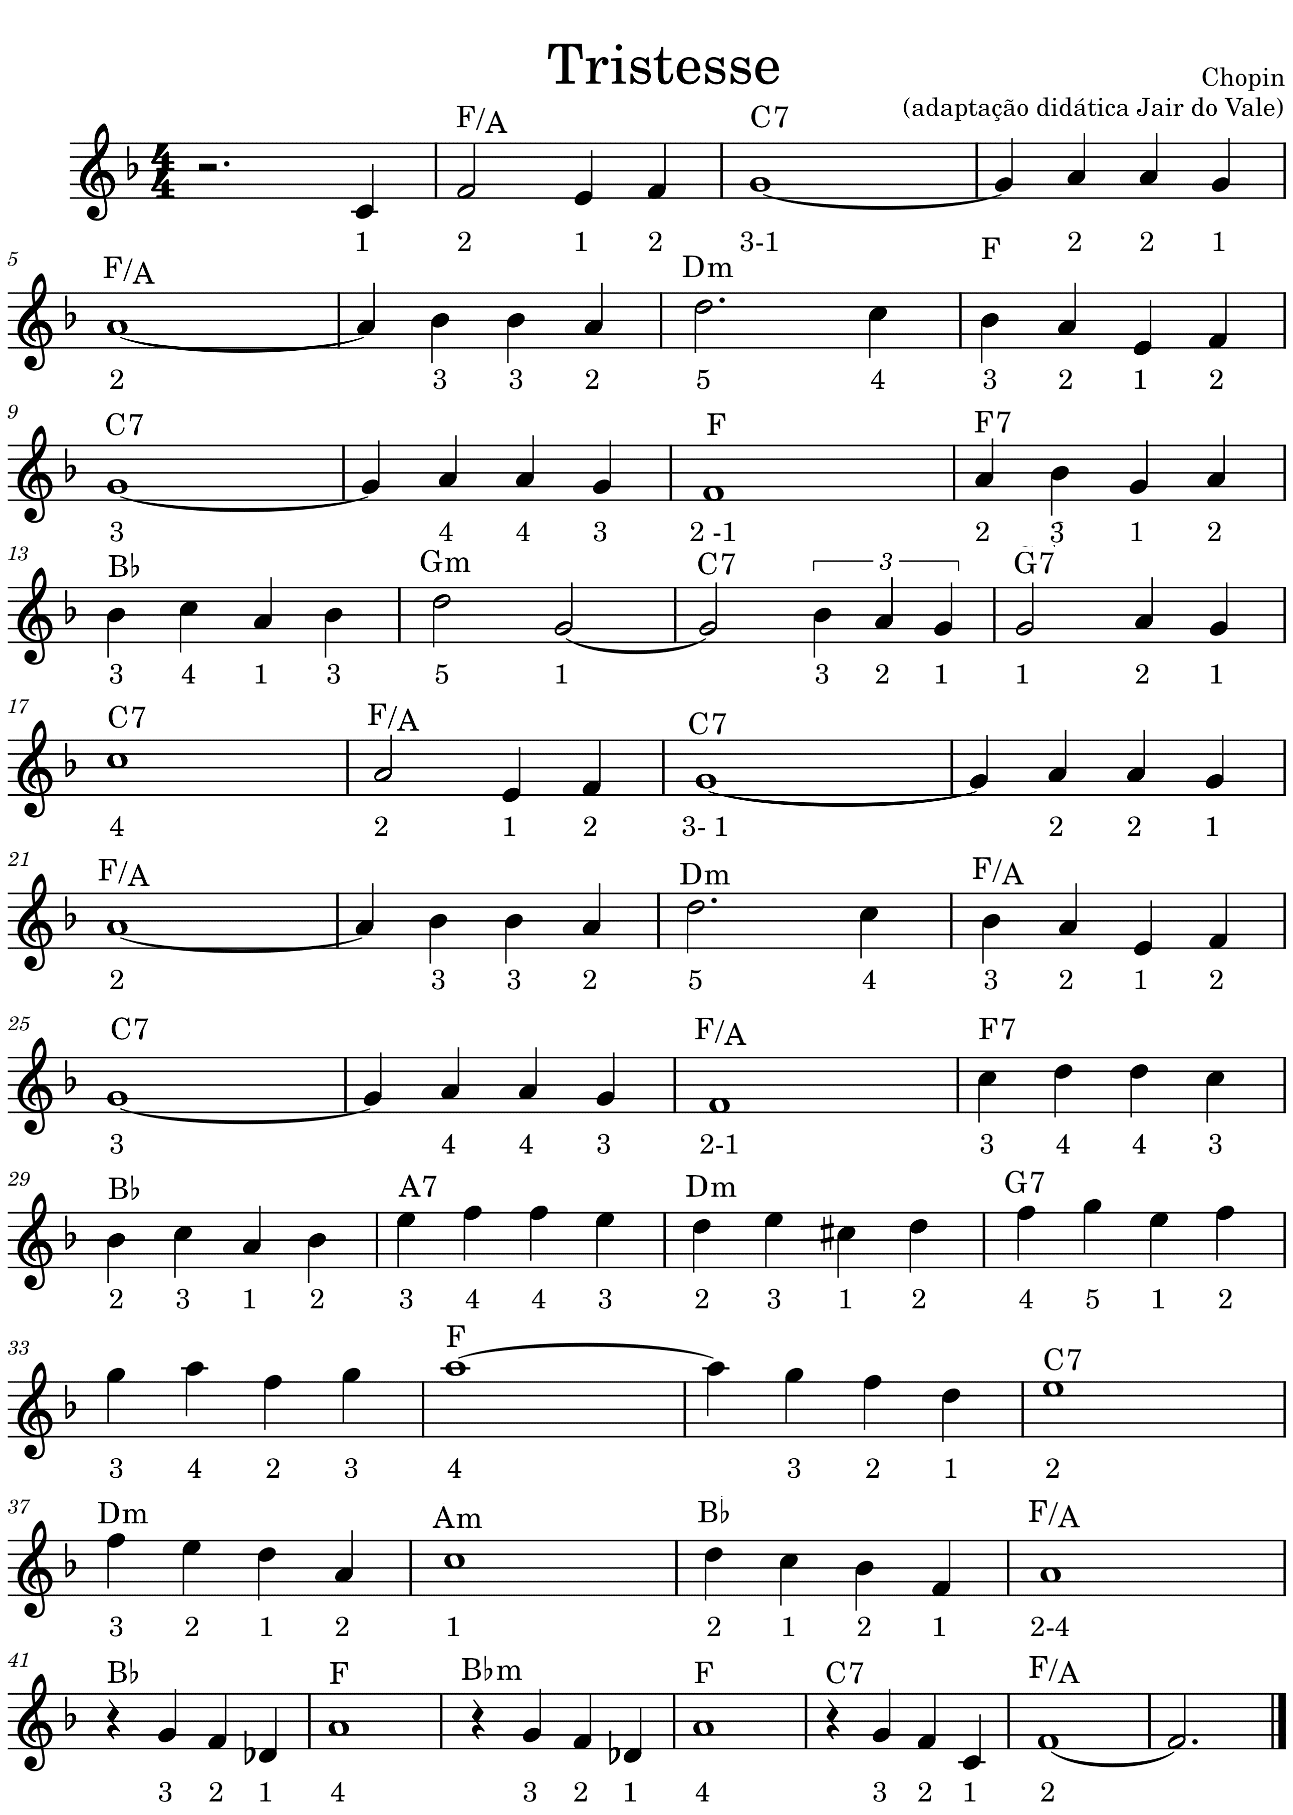 Tristesse
Chopin
(adaptação didática Jair do Vale)
F/A C7
4/4
1 2 1 2 3-1 2 2 1
5
F/A Dm F
2 3 3 2 5 4 3 2 1 2
9
C7 F F7
3 4 4 3 2 -1 2 3 1 2
13
B♭ Gm C7 3 G7
3 4 1 3 5 1 3 2 1 1 2 1
17
C7 F/A C7
4 2 1 2 3- 1 2 2 1
21
F/A Dm F/A
2 3 3 2 5 4 3 2 1 2
25
C7 F/A F7
3 4 4 3 2-1 3 4 4 3
29
B♭ A7 Dm G7
2 3 1 2 3 4 4 3 2 3 1 2 4 5 1 2
33
F C7
3 4 2 3 4 3 2 1 2
37
Dm Am B♭ F/A
3 2 1 2 1 2 1 2 1 2-4
41
B♭ F B♭m F C7 F/A
3 2 1 4 3 2 1 4 3 2 1 2